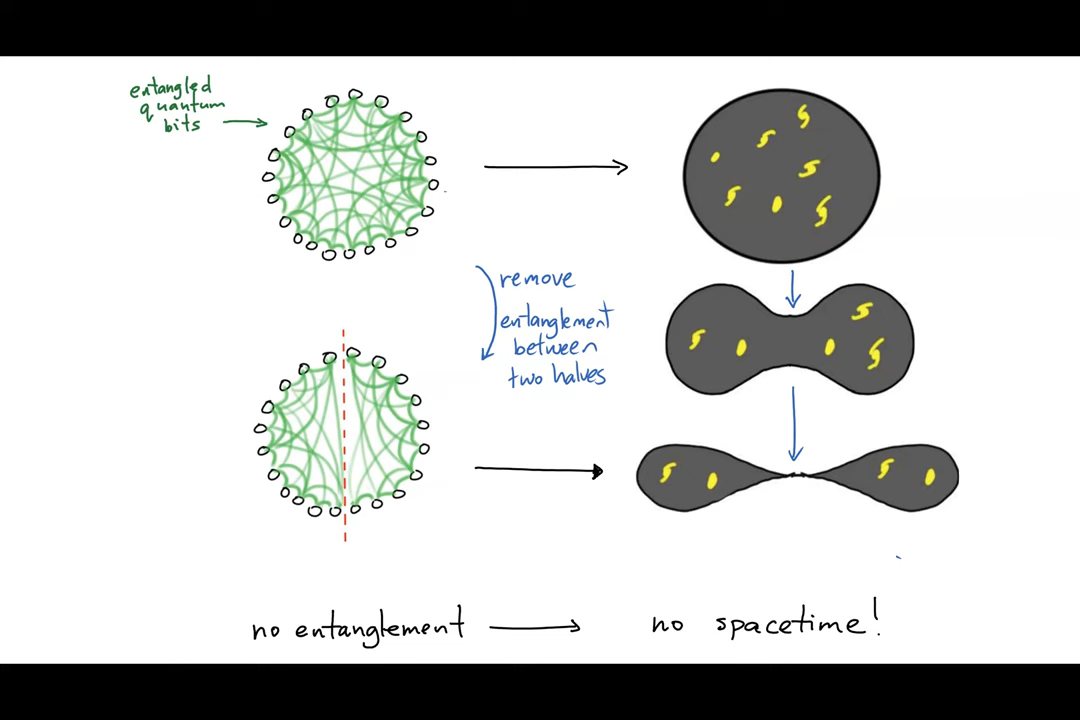 entangled
quantum
bits
remove
entanglement
between
two halves
no entanglement
no spacetime!